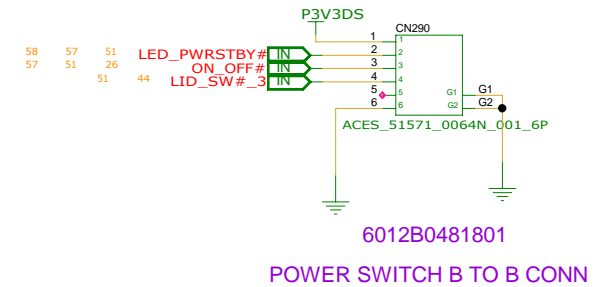 P3V3DS
CN290
1 1
58 57 51 LED_PWRSTBY# IN 2 2
57 51 26 ON_OFF# IN 3 3
51 44 LID_SW#_3 IN 4 4
5 5 G1 G1
6 6 G2 G2
ACES_51571_0064N_001_6P
6012B0481801
POWER SWITCH B TO B CONN